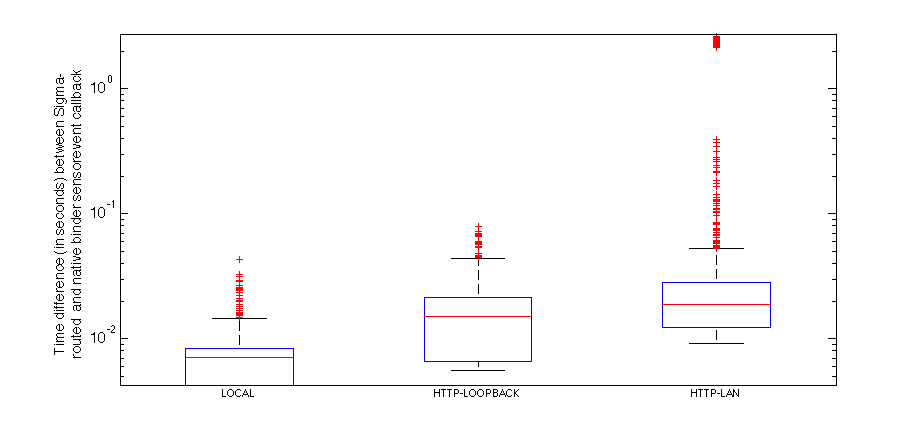 Time difference (in seconds) between Sigma-
routed and native binder sensorevent callback
10^0
10^-1
10^-2
LOCAL HTTP-LOOPBACK HTTP-LAN